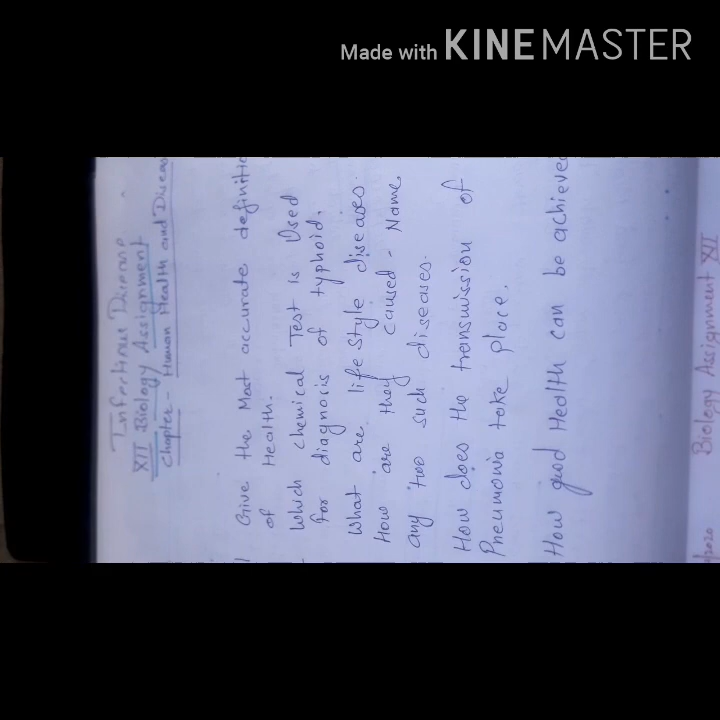 Made with KINEMASTER
Infectious Disease
XII Biology Assignment
Chapter - Human Health and Diseas
1 Give the Most accurate definitio
of Health.
Which chemical Test is Used
for diagnosis of typhoid.
What are life style diseases.
How are they caused - Name
any two such diseases.
How does the transmission of
Pneumonia take place.
How good Health can be achieved
Biology Assignment XII
/2020